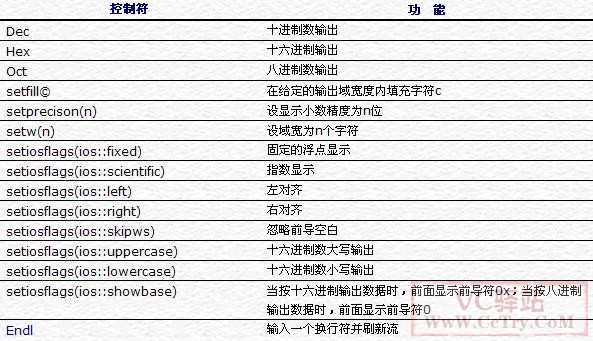 控制符 功 能
Dec 十进制数输出
Hex 十六进制输出
Oct 八进制数输出
setfill© 在给定的输出域宽度内填充字符c
setprecison(n) 设显示小数精度为n位
setw(n) 设域宽为n个字符
setiosflags(ios::fixed) 固定的浮点显示
setiosflags(ios::scientific) 指数显示
setiosflags(ios::left) 左对齐
setiosflags(ios::right) 右对齐
setiosflags(ios::skipws) 忽略前导空白
setiosflags(ios::uppercase) 十六进制数大写输出
setiosflags(ios::lowercase) 十六进制数小写输出
setiosflags(ios::showbase) 当按十六进制输出数据时，前面显示前导符0x；当按八进制
输出数据时，前面显示前导符0
Endl 输入一个换行符并刷新流
VC驿站
www.CcTry.CoM